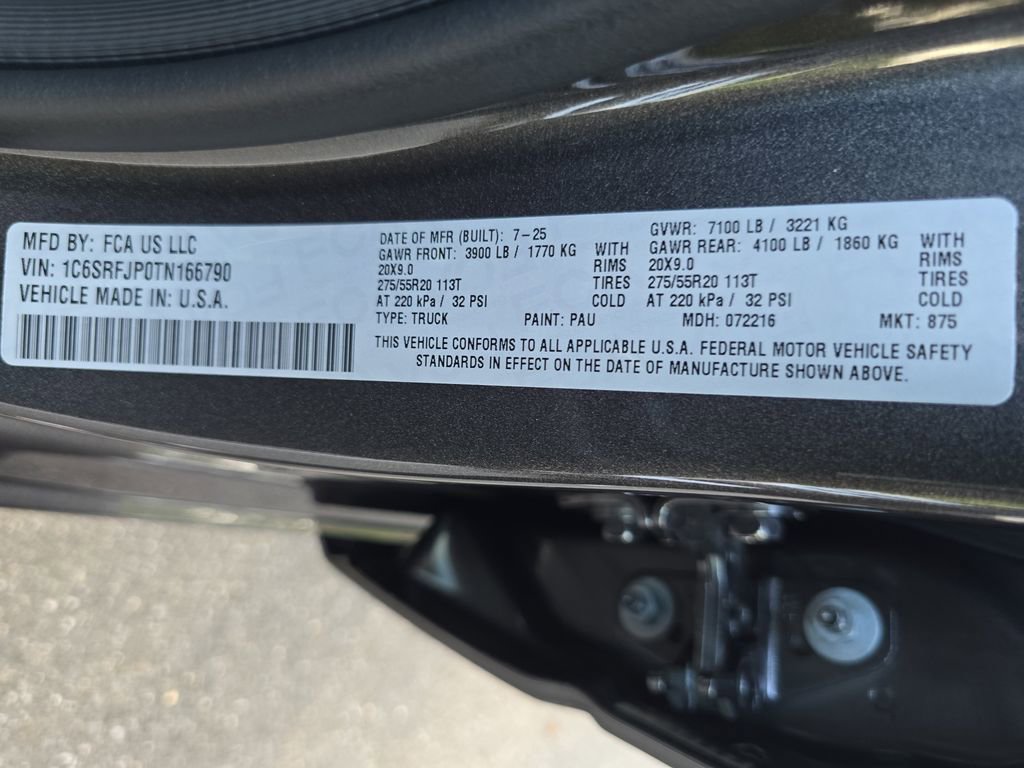 MFD BY: FCA US LLC
VIN: 1C6SRFJP0TN166790
VEHICLE MADE IN: U.S.A.
DATE OF MFR (BUILT): 7-25
GVWR: 7100 LB / 3221 KG
GAWR FRONT: 3900 LB / 1770 KG WITH
20X9.0 RIMS
275/55R20 113T TIRES
AT 220 kPa / 32 PSI COLD
GAWR REAR: 4100 LB / 1860 KG WITH
20X9.0 RIMS
275/55R20 113T TIRES
AT 220 kPa / 32 PSI COLD
TYPE: TRUCK PAINT: PAU MDH: 072216 MKT: 875
THIS VEHICLE CONFORMS TO ALL APPLICABLE U.S.A. FEDERAL MOTOR VEHICLE SAFETY
STANDARDS IN EFFECT ON THE DATE OF MANUFACTURE SHOWN ABOVE.